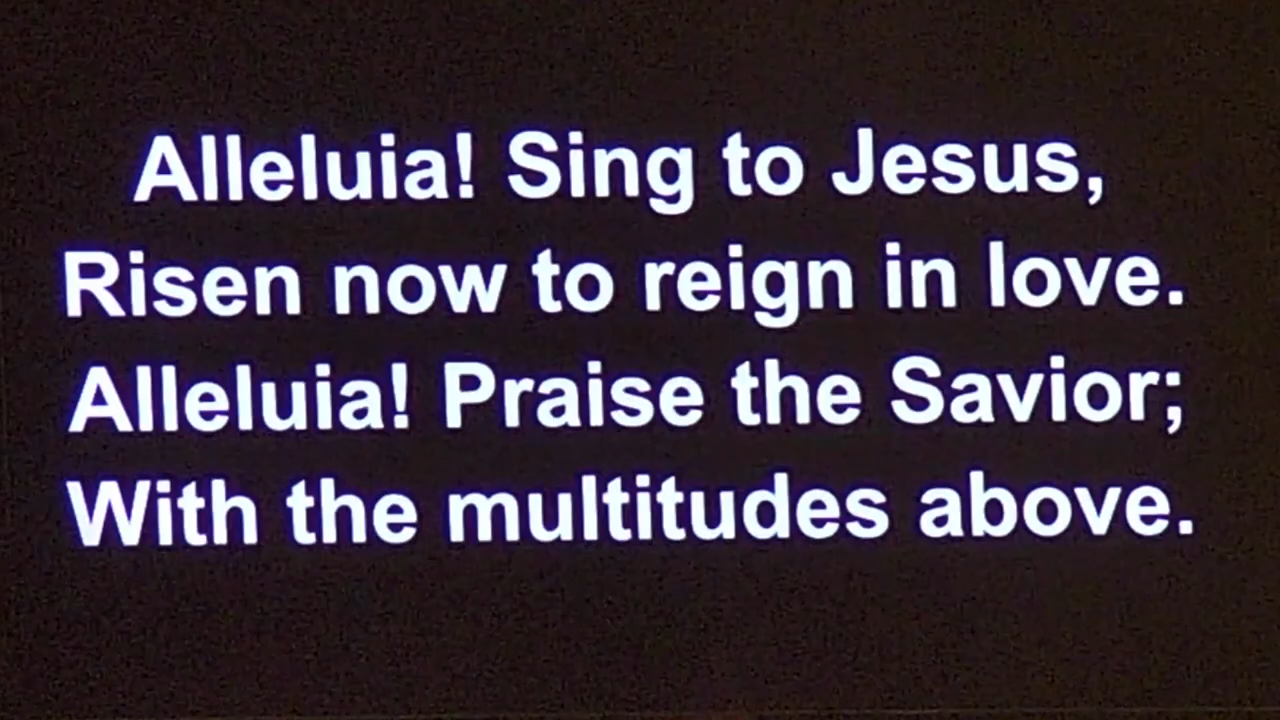 Alleluia! Sing to Jesus,
Risen now to reign in love.
Alleluia! Praise the Savior;
With the multitudes above.